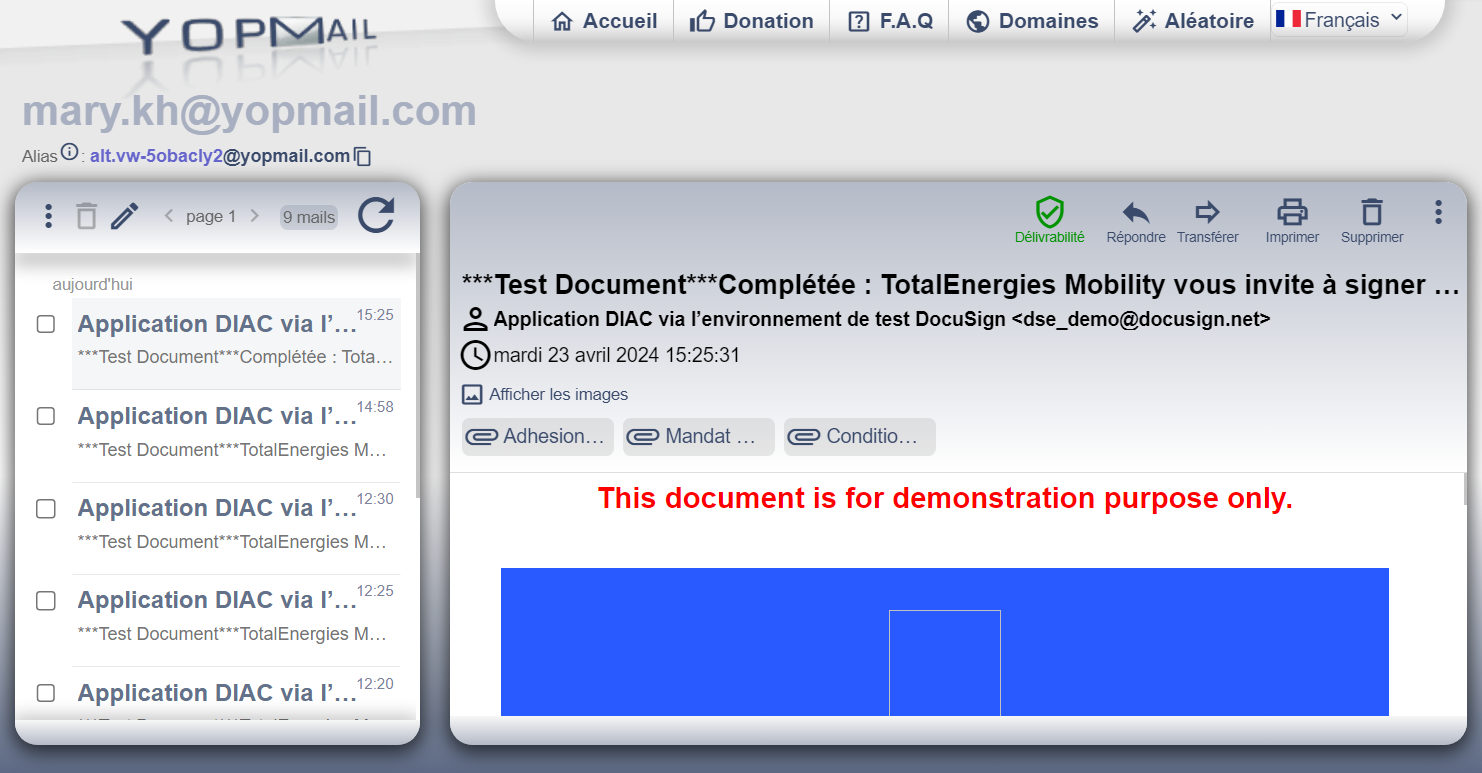 YOPMAIL
Accueil
Donation
F.A.Q
Domaines
Aléatoire
Français
mary.kh@yopmail.com
Alias : alt.vw-5obacly2@yopmail.com
page 1
9 mails
aujourd'hui
Application DIAC via l’… 15:25
***Test Document***Complétée : Tota…
Application DIAC via l’… 14:58
***Test Document***TotalEnergies M…
Application DIAC via l’… 12:30
***Test Document***TotalEnergies M…
Application DIAC via l’… 12:25
***Test Document***TotalEnergies M…
Application DIAC via l’… 12:20
Délivrabilité
Répondre
Transférer
Imprimer
Supprimer
***Test Document***Complétée : TotalEnergies Mobility vous invite à signer …
Application DIAC via l’environnement de test DocuSign <dse_demo@docusign.net>
mardi 23 avril 2024 15:25:31
Afficher les images
Adhesion…
Mandat …
Conditio…
This document is for demonstration purpose only.